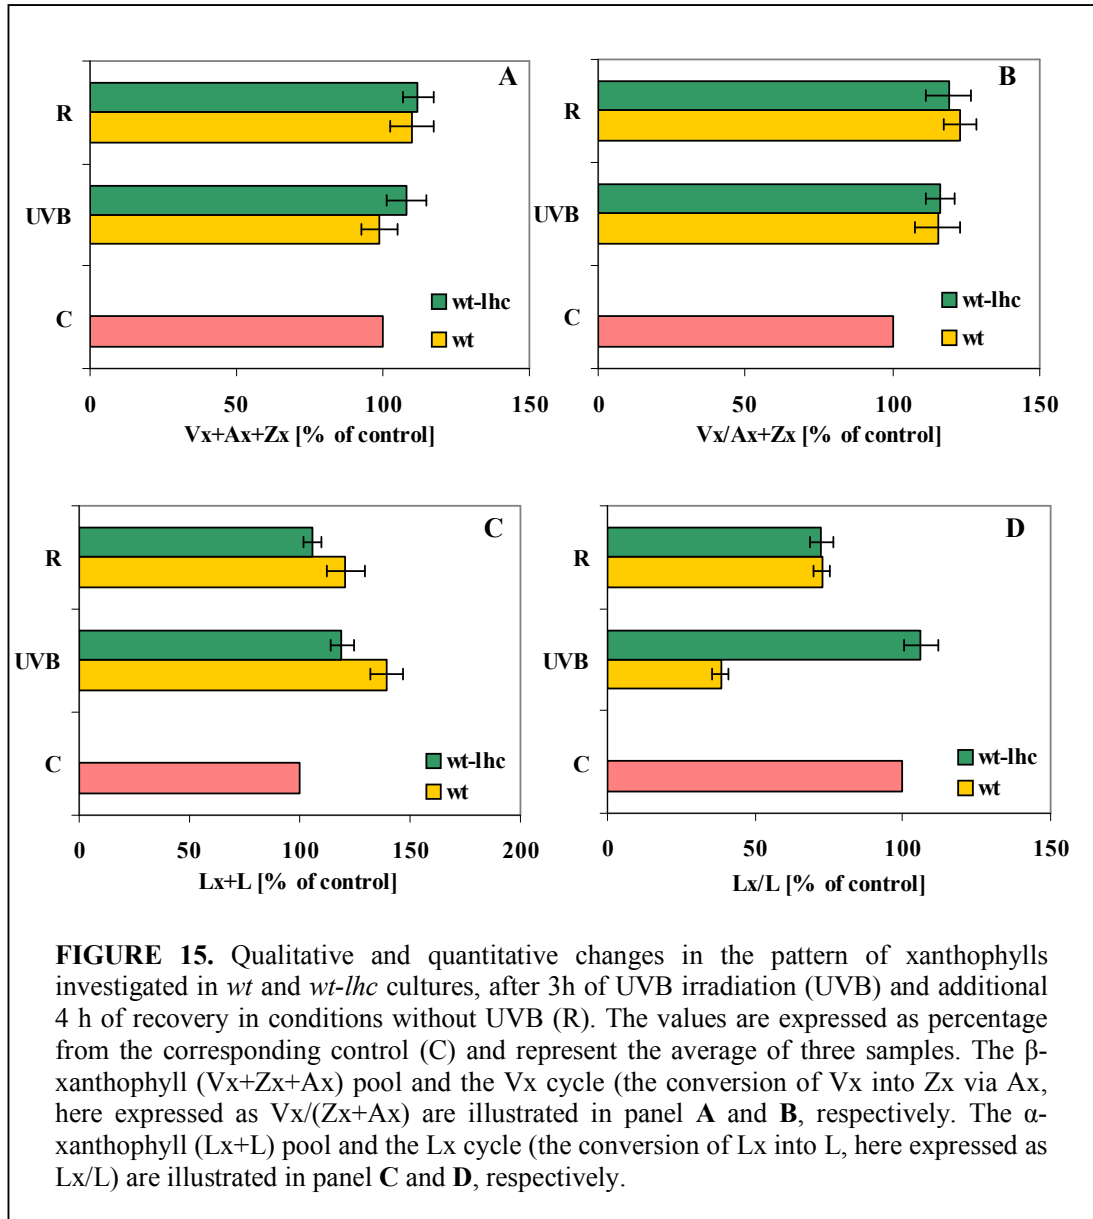 A
R
UVB
C
wt-lhc
wt
0 50 100 150
Vx+Ax+Zx [% of control]
B
R
UVB
C
wt-lhc
wt
0 50 100 150
Vx/Ax+Zx [% of control]
C
R
UVB
C
wt-lhc
wt
0 50 100 150 200
Lx+L [% of control]
D
R
UVB
C
wt-lhc
wt
0 50 100 150
Lx/L [% of control]
FIGURE 15. Qualitative and quantitative changes in the pattern of xanthophylls
investigated in wt and wt-lhc cultures, after 3h of UVB irradiation (UVB) and additional
4 h of recovery in conditions without UVB (R). The values are expressed as percentage
from the corresponding control (C) and represent the average of three samples. The β-
xanthophyll (Vx+Zx+Ax) pool and the Vx cycle (the conversion of Vx into Zx via Ax,
here expressed as Vx/(Zx+Ax) are illustrated in panel A and B, respectively. The α-
xanthophyll (Lx+L) pool and the Lx cycle (the conversion of Lx into L, here expressed as
Lx/L) are illustrated in panel C and D, respectively.